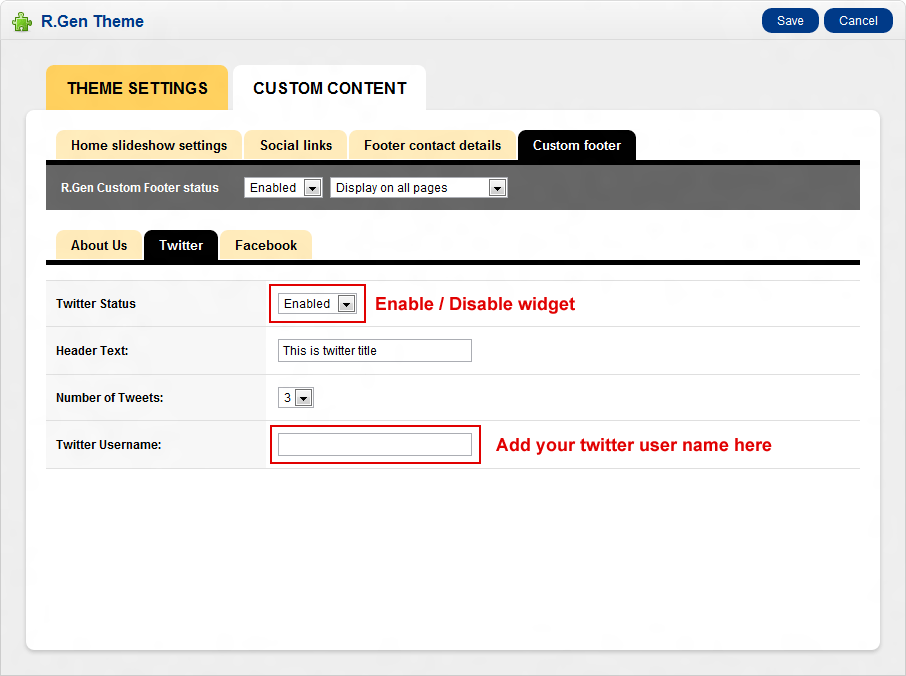 R.Gen Theme Save Cancel
THEME SETTINGS CUSTOM CONTENT
Home slideshow settings Social links Footer contact details Custom footer
R.Gen Custom Footer status Enabled Display on all pages
About Us Twitter Facebook
Twitter Status Enabled Enable / Disable widget
Header Text: This is twitter title
Number of Tweets: 3
Twitter Username: Add your twitter user name here